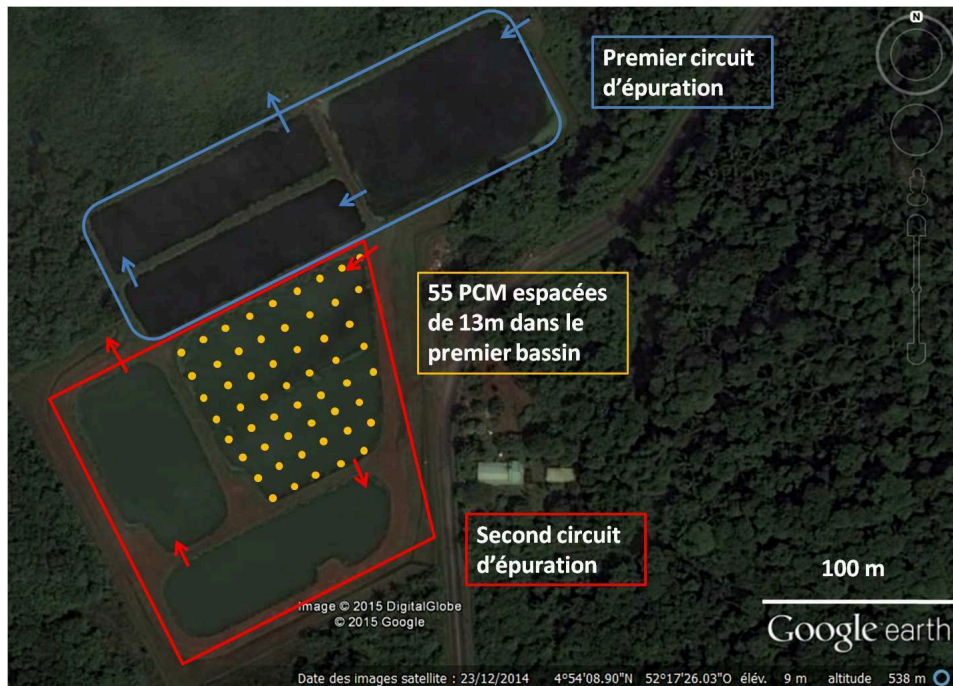 N
Premier circuit
d'épuration
55 PCM espacées
de 13m dans le
premier bassin
Second circuit
d'épuration
100 m
Image © 2015 DigitalGlobe
© 2015 Google
Google earth
Date des images satellite : 23/12/2014 4°54'08.90"N 52°17'26.03"O élév. 9 m altitude 538 m